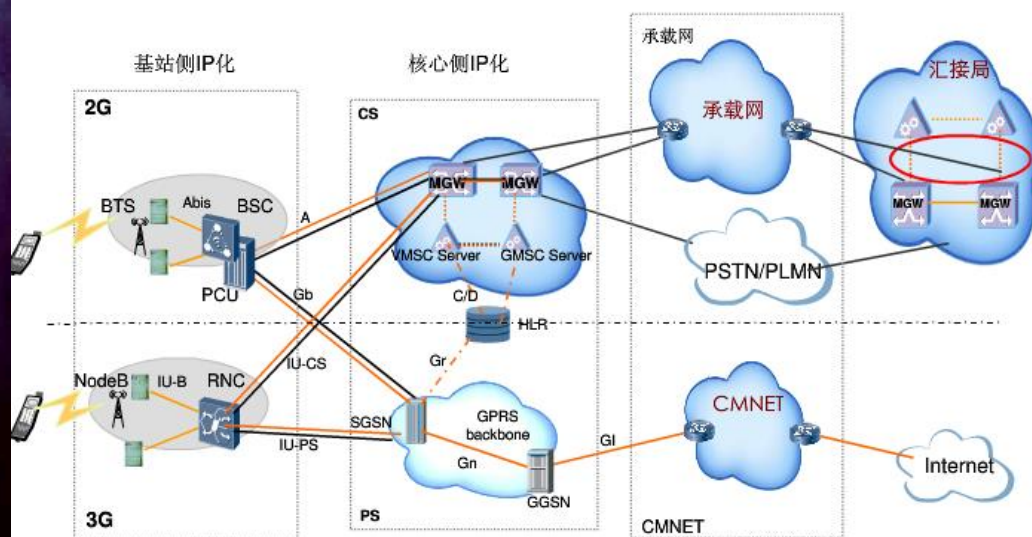 基站侧IP化
核心侧IP化
承载网
2G
CS
承载网
汇接局
MGW
MGW
MGW
MGW
BTS
Abis
BSC
A
PCU
Gb
VMSC Server
GMSC Server
PSTN/PLMN
C/D
HLR
NodeB
IU-B
RNC
IU-CS
Gr
SGSN
IU-PS
GPRS
backbone
Gn
GGSN
GI
CMNET
Internet
3G
PS
CMNET